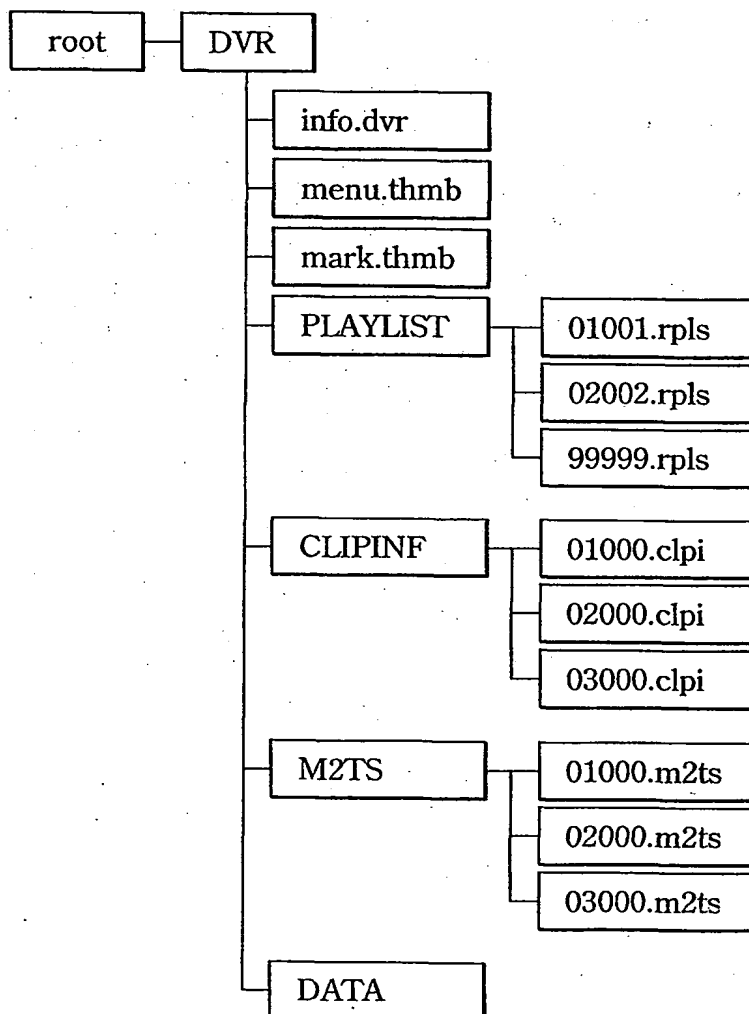 root
DVR
info.dvr
menu.thmb
mark.thmb
PLAYLIST
01001.rpls
02002.rpls
99999.rpls
CLIPINF
01000.clpi
02000.clpi
03000.clpi
M2TS
01000.m2ts
02000.m2ts
03000.m2ts
DATA